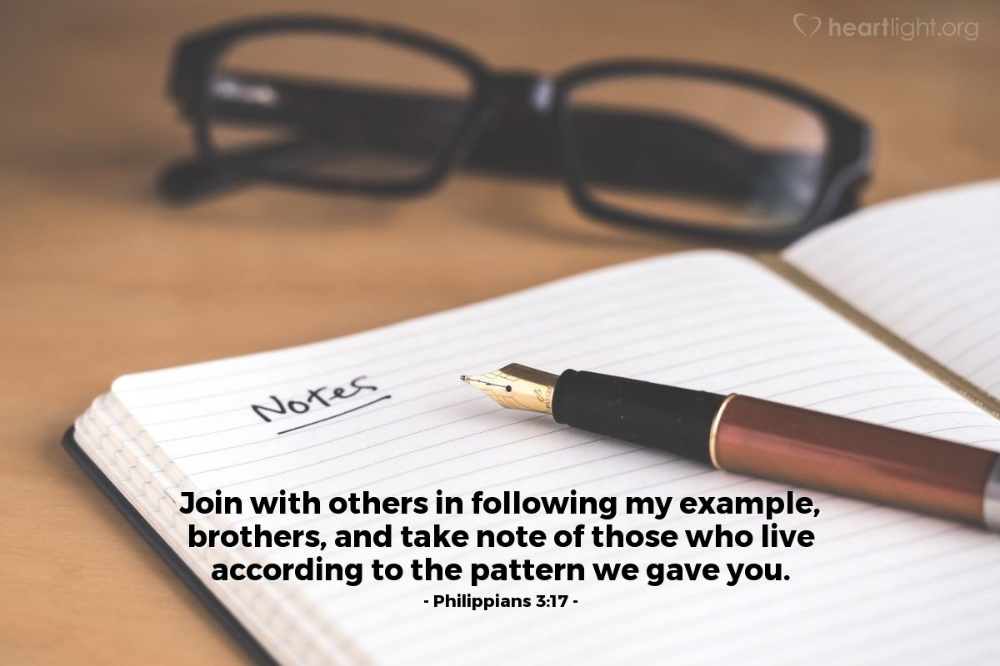 heartlight.org
Notes
Join with others in following my example,
brothers, and take note of those who live
according to the pattern we gave you.
- Philippians 3:17 -